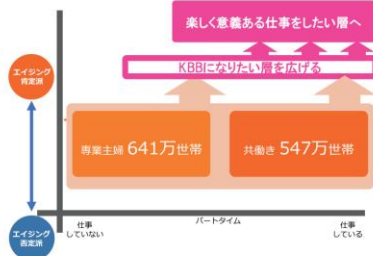 楽しく意義ある仕事をしたい層へ
KBBになりたい層を広げる
エイジング
肯定派
専業主婦 641万世帯
共働き 547万世帯
エイジング
否定派
仕事
していない
パートタイム
仕事
している